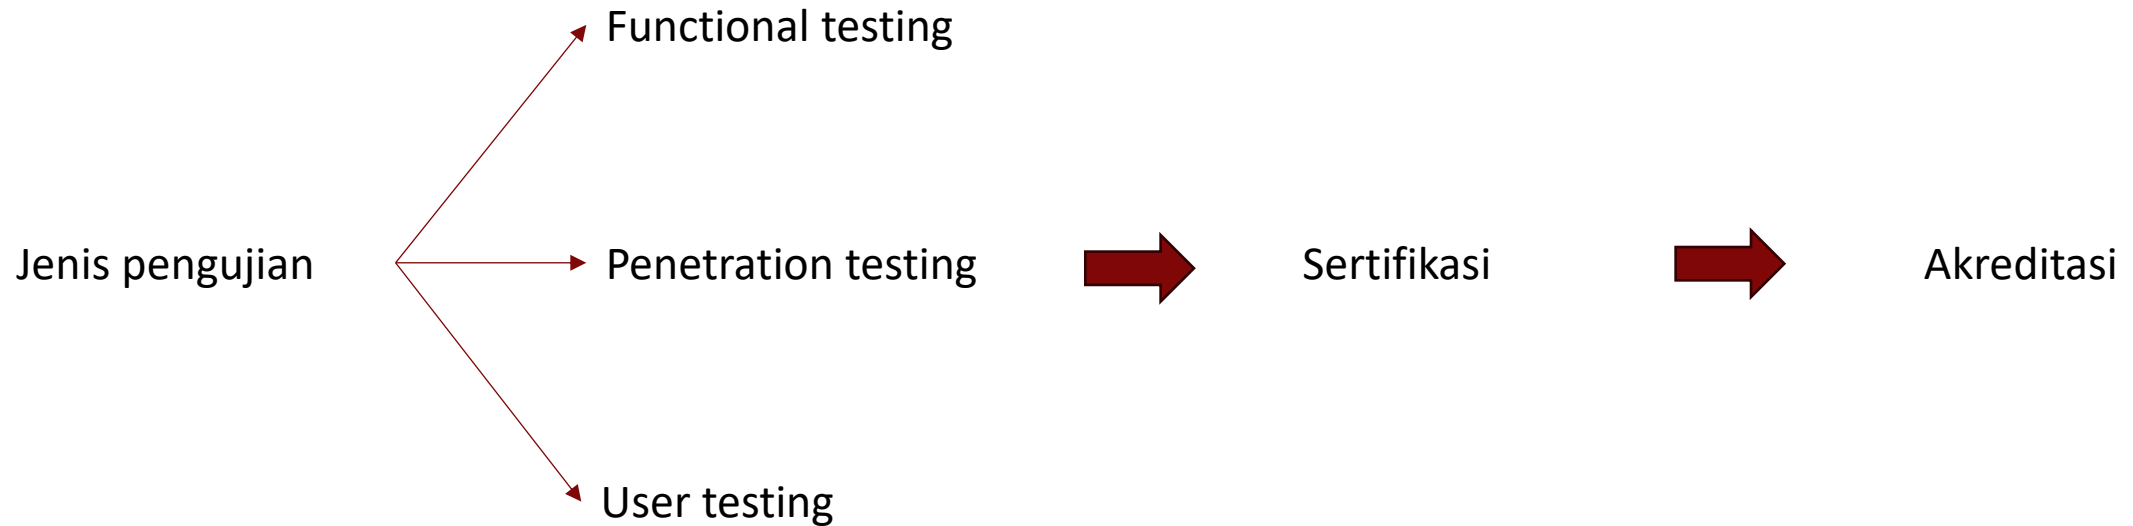 Functional testing
Jenis pengujian
Penetration testing
Sertifikasi
Akreditasi
User testing